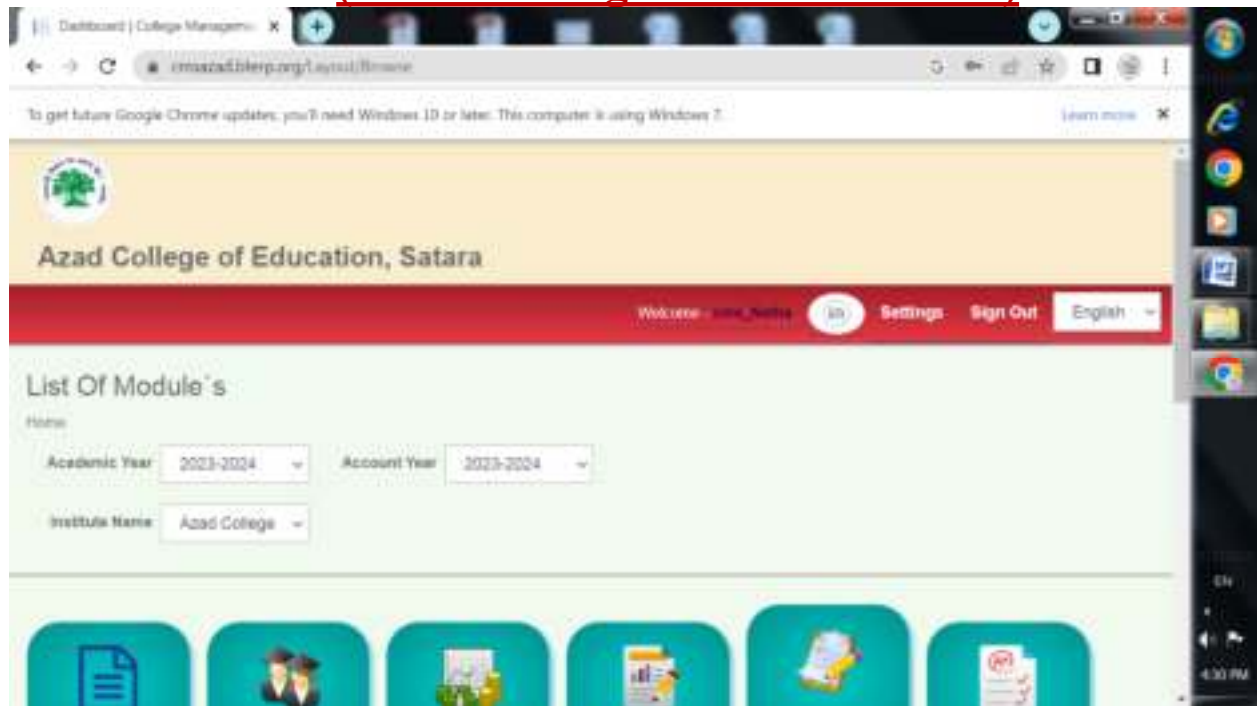 Dashboard | College Manageme
cmsazad.bterp.org/Layout/Browse
To get future Google Chrome updates, you'll need Windows 10 or later. This computer is using Windows 7.
Learn more
Azad College of Education, Satara
Welcome
Settings
Sign Out
English
List Of Module`s
Home
Academic Year
2023-2024
Account Year
2023-2024
Institute Name
Azad College
EN
A+
4:30 PM